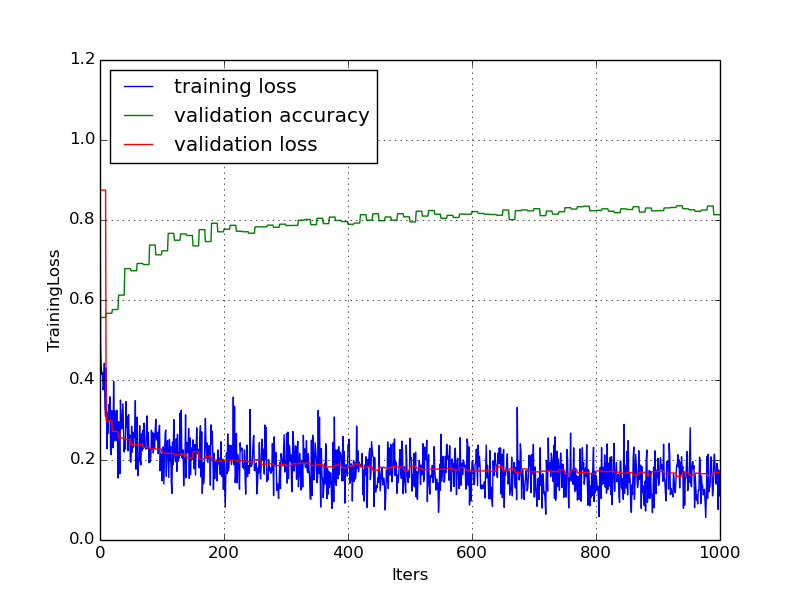 1.2
training loss
validation accuracy
validation loss
1.0
0.8
0.6
0.4
0.2
0.0
TrainingLoss
0 200 400 600 800 1000
Iters